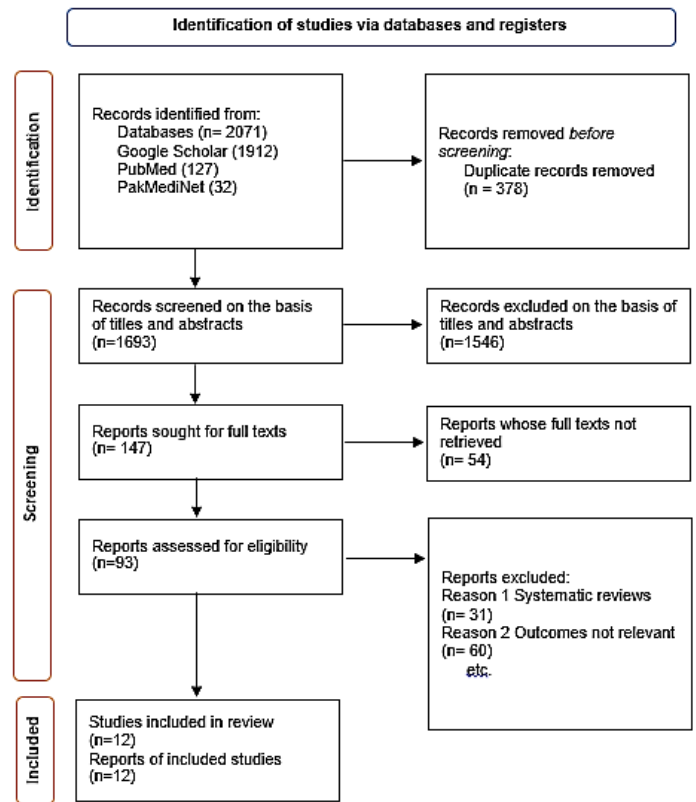 Identification of studies via databases and registers
Identification
Records identified from:
Databases (n= 2071)
Google Scholar (1912)
PubMed (127)
PakMediNet (32)
Records removed before
screening:
Duplicate records removed
(n = 378)
Screening
Records screened on the basis
of titles and abstracts
(n=1693)
Records excluded on the basis of
titles and abstracts
(n=1546)
Reports sought for full texts
(n= 147)
Reports whose full texts not
retrieved
(n= 54)
Reports assessed for eligibility
(n=93)
Reports excluded:
Reason 1 Systematic reviews
(n= 31)
Reason 2 Outcomes not relevant
(n= 60)
etc.
Included
Studies included in review
(n=12)
Reports of included studies
(n=12)